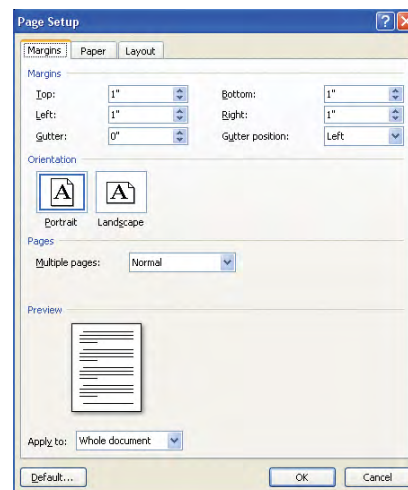 Page Setup
Margins Paper Layout
Margins
Top: 1" Bottom: 1"
Left: 1" Right: 1"
Gutter: 0" Gutter position: Left
Orientation
A A
Portrait Landscape
Pages
Multiple pages: Normal
Preview
Apply to: Whole document
Default... OK Cancel